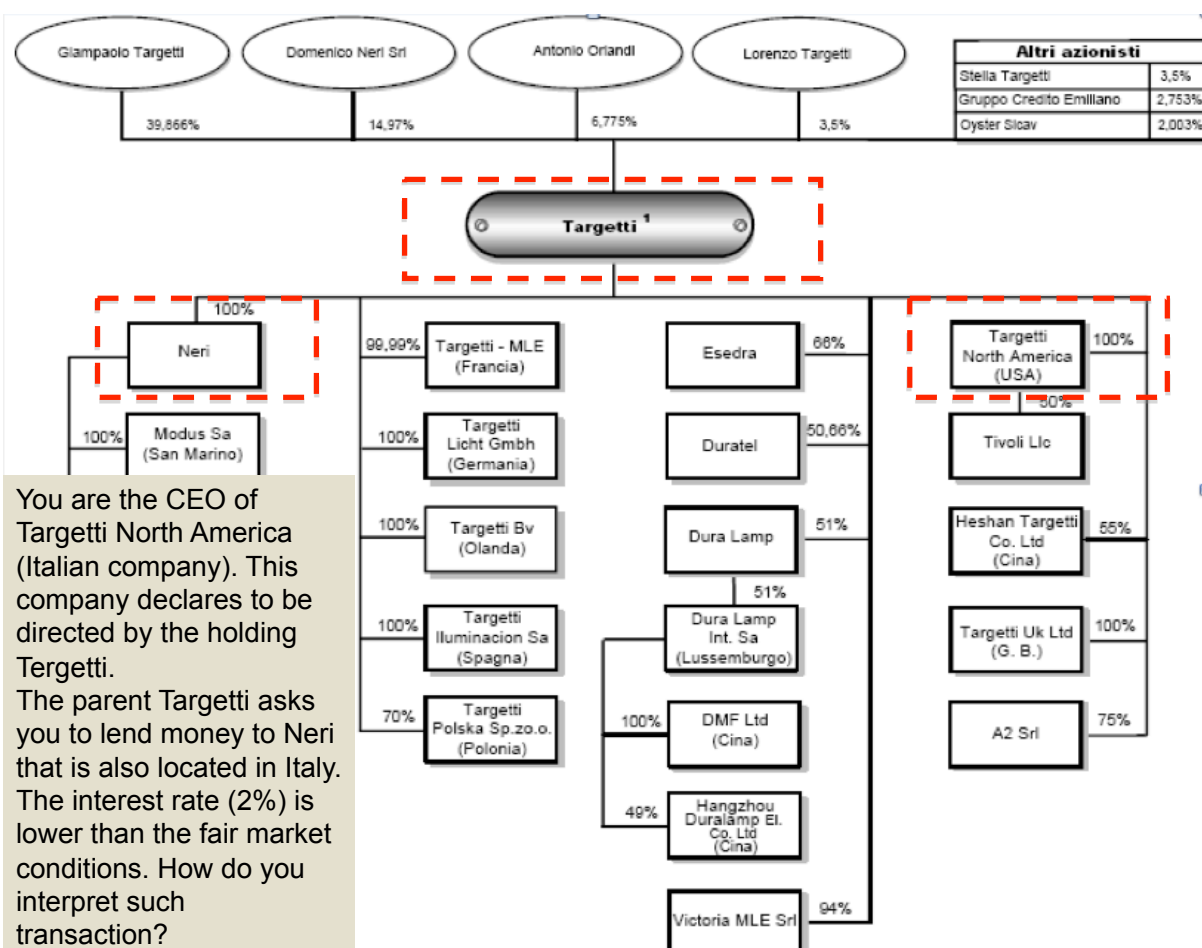 Giampaolo Targetti
Domenico Neri Srl
Antonio Orlandi
Lorenzo Targetti
Altri azionisti
Stella Targetti 3,5%
Gruppo Credito Emiliano 2,753%
Oyster Sicav 2,003%
39,866%
14,97%
6,775%
3,5%
Targetti 1
100%
Neri
100%
Modus Sa
(San Marino)
99,99%
Targetti - MLE
(Francia)
100%
Targetti
Licht Gmbh
(Germania)
100%
Targetti Bv
(Olanda)
100%
Targetti
Iluminacion Sa
(Spagna)
70%
Targetti
Polska Sp.zo.o.
(Polonia)
Esedra
66%
Duratel
50,66%
Dura Lamp
51%
51%
Dura Lamp
Int. Sa
(Lussemburgo)
100%
DMF Ltd
(Cina)
49%
Hangzhou
Duralamp El.
Co. Ltd
(Cina)
Victoria MLE Srl
94%
Targetti
North America
(USA)
100%
50%
Tivoli Llc
Heshan Targetti
Co. Ltd
(Cina)
55%
Targetti Uk Ltd
(G. B.)
100%
A2 Srl
75%
You are the CEO of
Targetti North America
(Italian company). This
company declares to be
directed by the holding
Tergetti.
The parent Targetti asks
you to lend money to Neri
that is also located in Italy.
The interest rate (2%) is
lower than the fair market
conditions. How do you
interpret such
transaction?